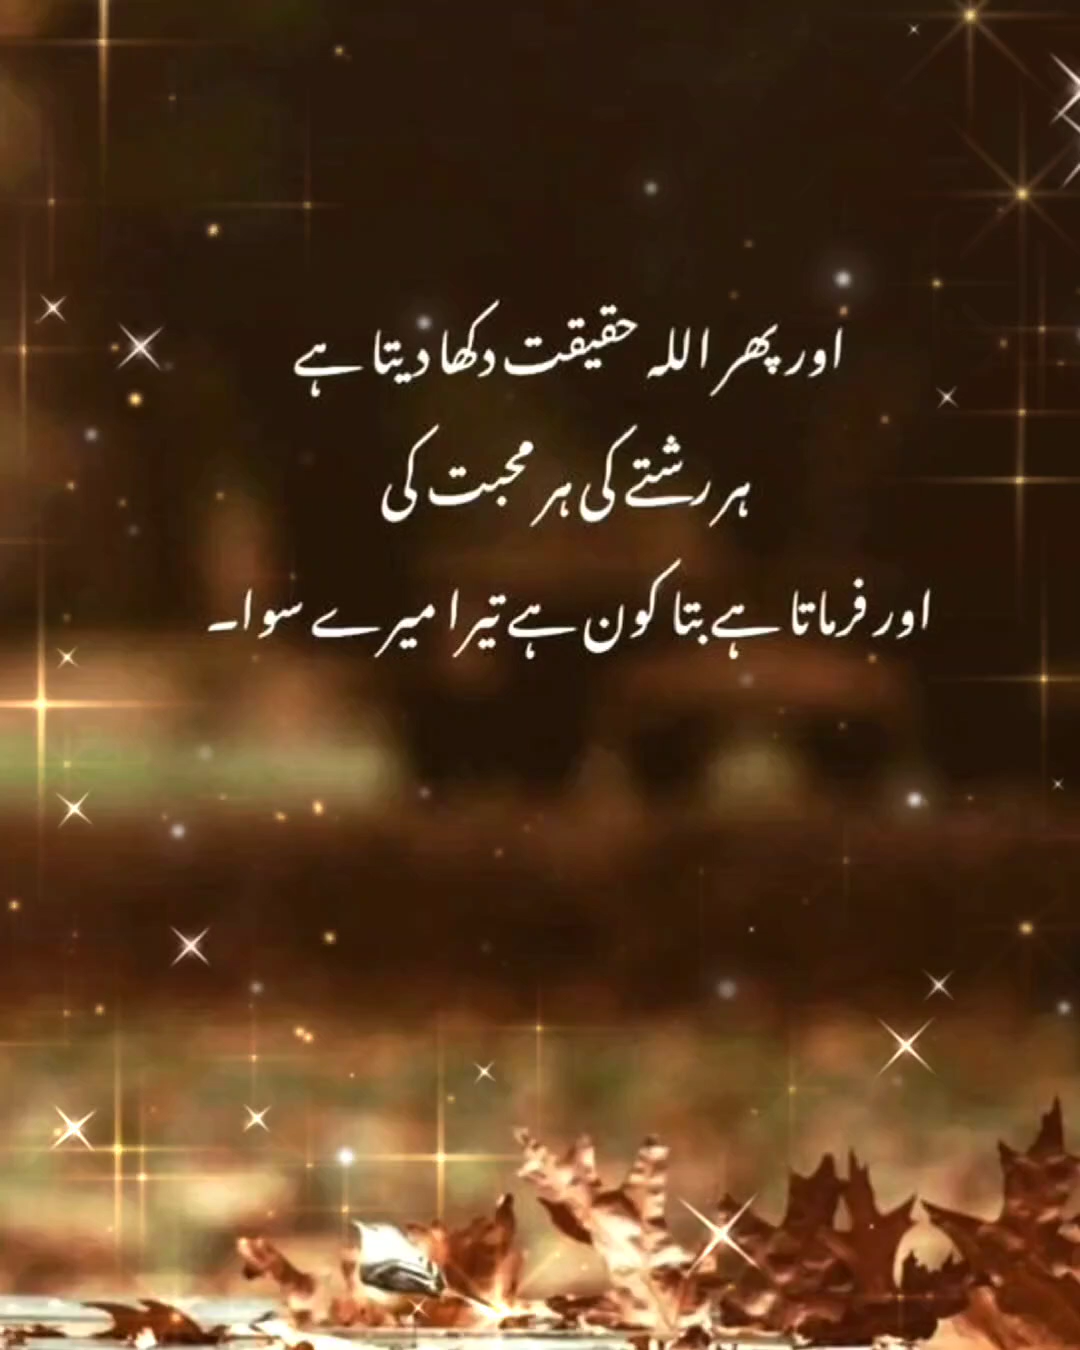 اور پھر اللہ حقیقت دکھا دیتا ہے
ہر رشتے کی ہر محبت کی
اور فرماتا ہے بتا کون ہے تیرا میرے سوا۔